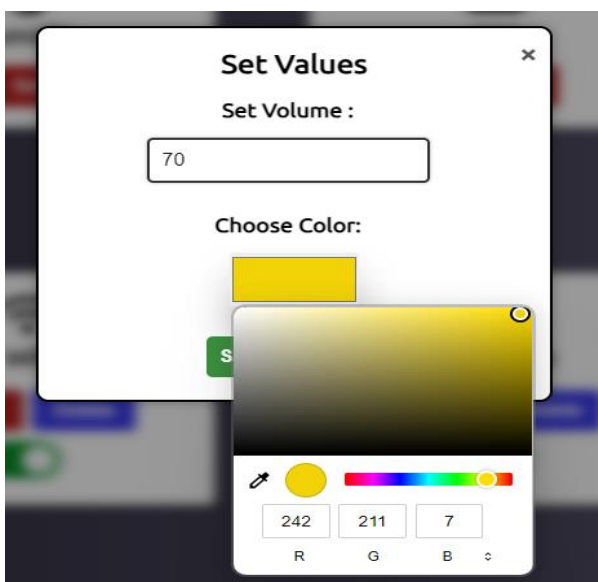 Set Values
×
Set Volume :
70
Choose Color:
S
242 211 7
R G B